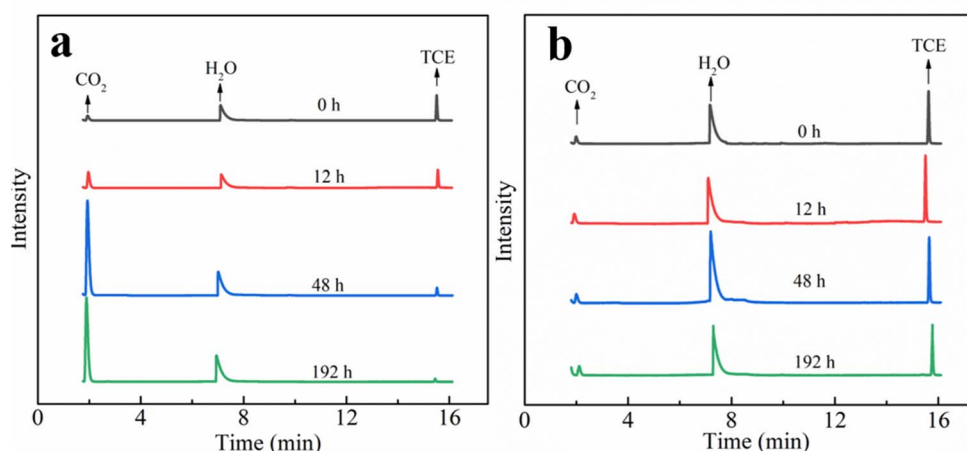 a
CO₂
H₂O
TCE
0 h
12 h
48 h
192 h
Intensity
0 4 8 12 16
Time (min)
b
CO₂
H₂O
TCE
0 h
12 h
48 h
192 h
Intensity
0 4 8 12 16
Time (min)